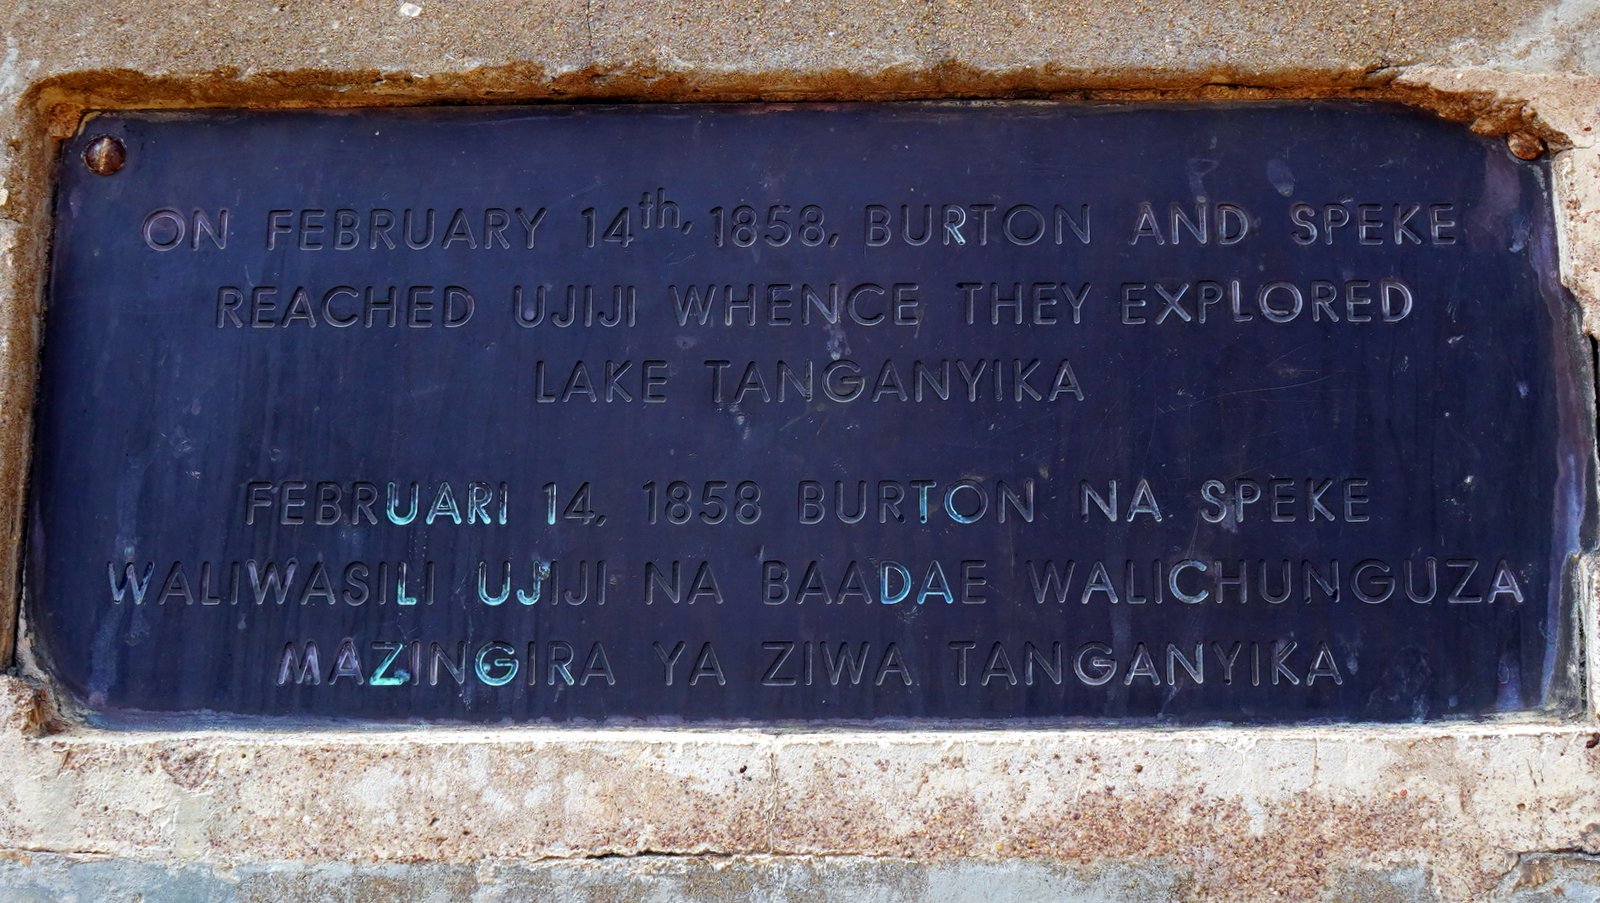 ON FEBRUARY 14th, 1858, BURTON AND SPEKE
REACHED UJIJI WHENCE THEY EXPLORED
LAKE TANGANYIKA
FEBRUARI 14, 1858 BURTON NA SPEKE
WALIWASILI UJIJI NA BAADAE WALICHUNGUZA
MAZINGIRA YA ZIWA TANGANYIKA